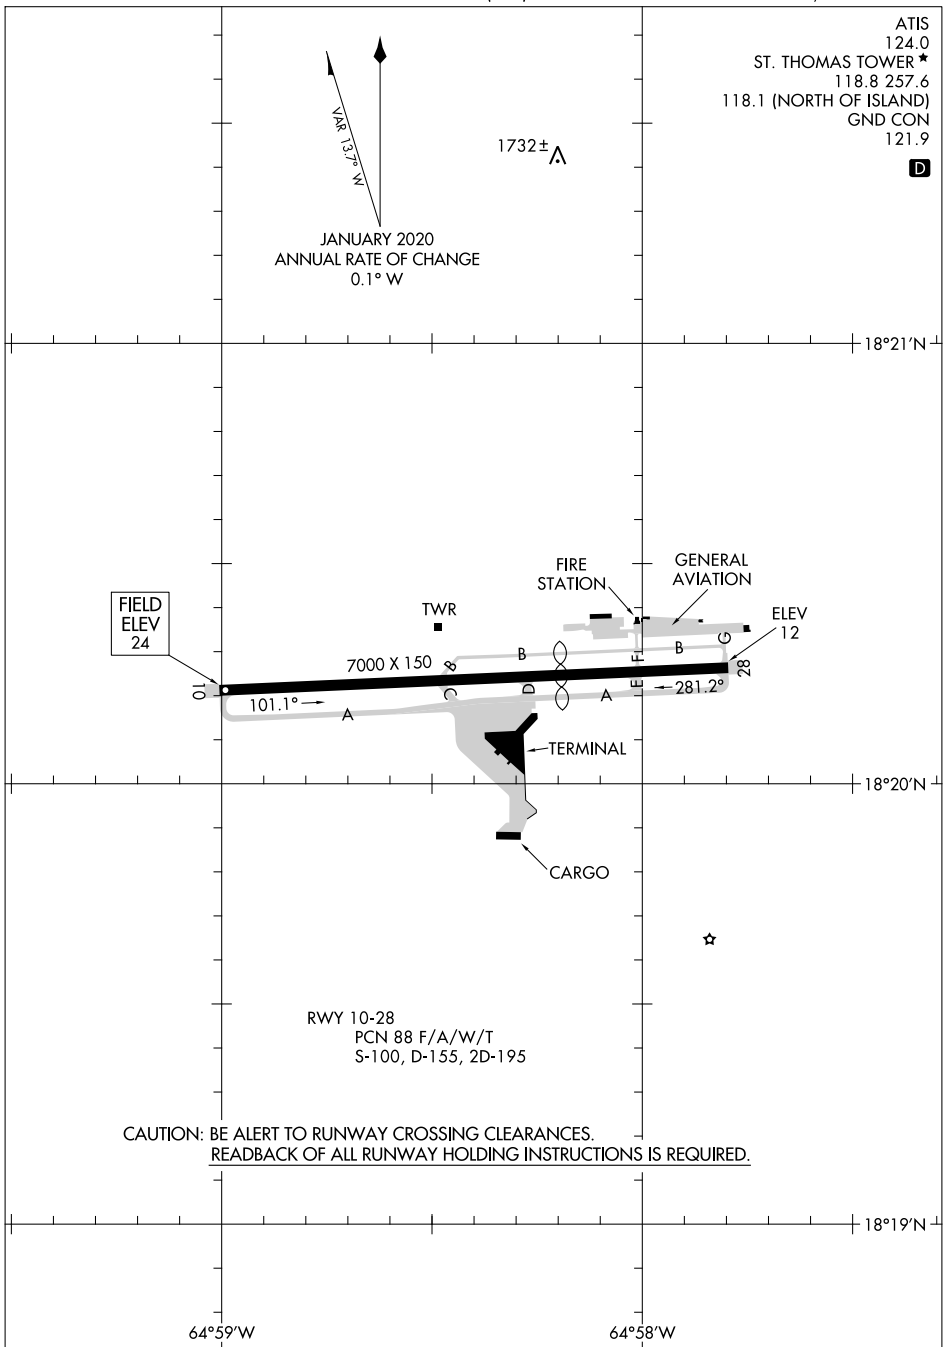 ATIS
124.0
ST. THOMAS TOWER★
118.8 257.6
118.1 (NORTH OF ISLAND)
GND CON
121.9
D
VAR 13.7° W
1732±
JANUARY 2020
ANNUAL RATE OF CHANGE
0.1° W
18°21'N
FIRE
STATION
GENERAL
AVIATION
FIELD
ELEV
24
TWR
ELEV
12
7000 X 150
B
B
B
F
G
10
28
101.1°
A
C
D
A
E
281.2°
TERMINAL
18°20'N
CARGO
RWY 10-28
PCN 88 F/A/W/T
S-100, D-155, 2D-195
CAUTION: BE ALERT TO RUNWAY CROSSING CLEARANCES.
READBACK OF ALL RUNWAY HOLDING INSTRUCTIONS IS REQUIRED.
18°19'N
64°59'W
64°58'W